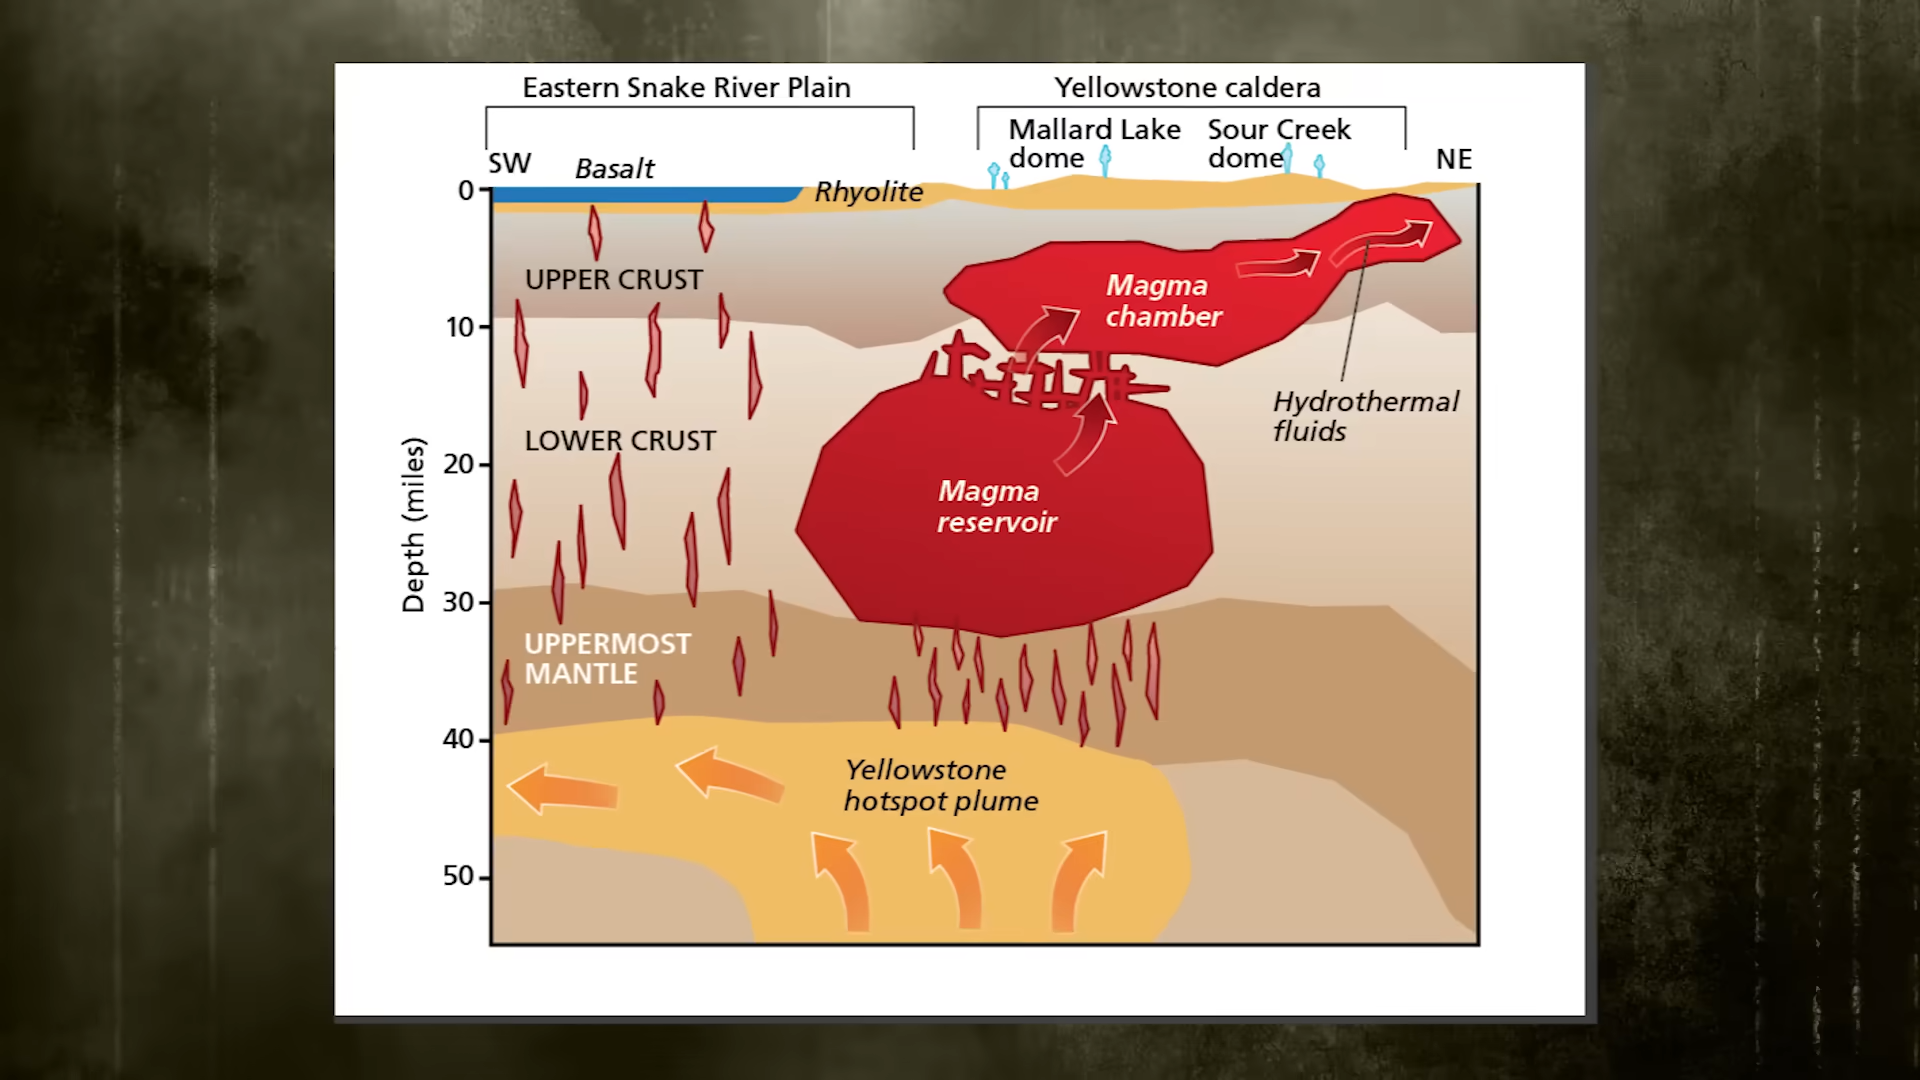 Eastern Snake River Plain
Yellowstone caldera
Mallard Lake
dome
Sour Creek
dome
SW
Basalt
Rhyolite
NE
0
10
20
30
40
50
Depth (miles)
UPPER CRUST
LOWER CRUST
UPPERMOST
MANTLE
Magma
chamber
Hydrothermal
fluids
Magma
reservoir
Yellowstone
hotspot plume